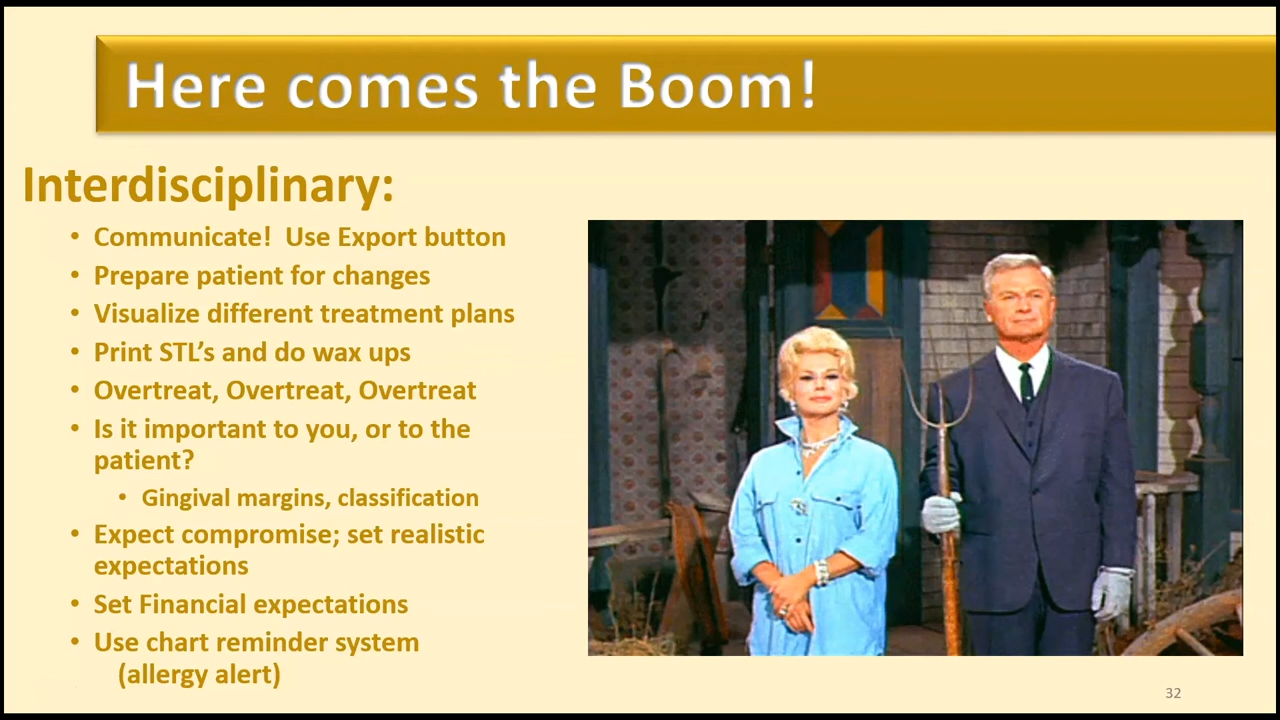 Here comes the Boom!
Interdisciplinary:
• Communicate!  Use Export button
• Prepare patient for changes
• Visualize different treatment plans
• Print STL’s and do wax ups
• Overtreat, Overtreat, Overtreat
• Is it important to you, or to the
patient?
• Gingival margins, classification
• Expect compromise; set realistic
expectations
• Set Financial expectations
• Use chart reminder system
(allergy alert)
32